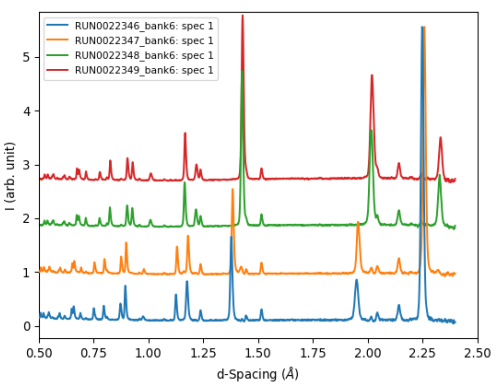 RUN0022346_bank6: spec 1
RUN0022347_bank6: spec 1
RUN0022348_bank6: spec 1
RUN0022349_bank6: spec 1
I (arb. unit)
5
4
3
2
1
0
0.50 0.75 1.00 1.25 1.50 1.75 2.00 2.25 2.50
d-Spacing (Å)